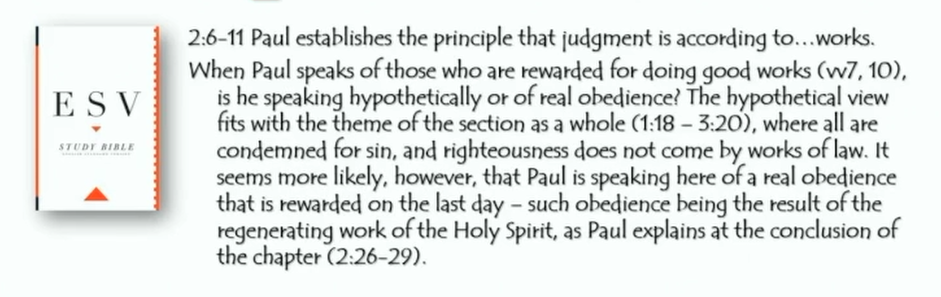 ESV
STUDY BIBLE
2:6-11 Paul establishes the principle that judgment is according to...works.
When Paul speaks of those who are rewarded for doing good works (vv7, 10),
is he speaking hypothetically or of real obedience? The hypothetical view
fits with the theme of the section as a whole (1:18 – 3:20), where all are
condemned for sin, and righteousness does not come by works of law. It
seems more likely, however, that Paul is speaking here of a real obedience
that is rewarded on the last day – such obedience being the result of the
regenerating work of the Holy Spirit, as Paul explains at the conclusion of
the chapter (2:26-29).